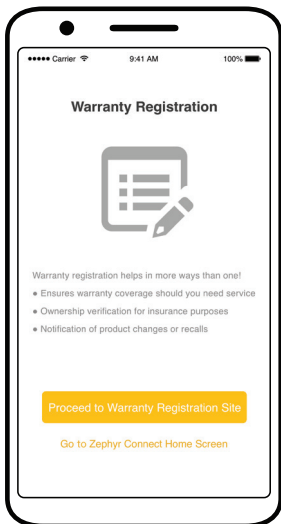 ●●●●● Carrier 9:41 AM 100%
Warranty Registration
Warranty registration helps in more ways than one!
● Ensures warranty coverage should you need service
● Ownership verification for insurance purposes
● Notification of product changes or recalls
Proceed to Warranty Registration Site
Go to Zephyr Connect Home Screen